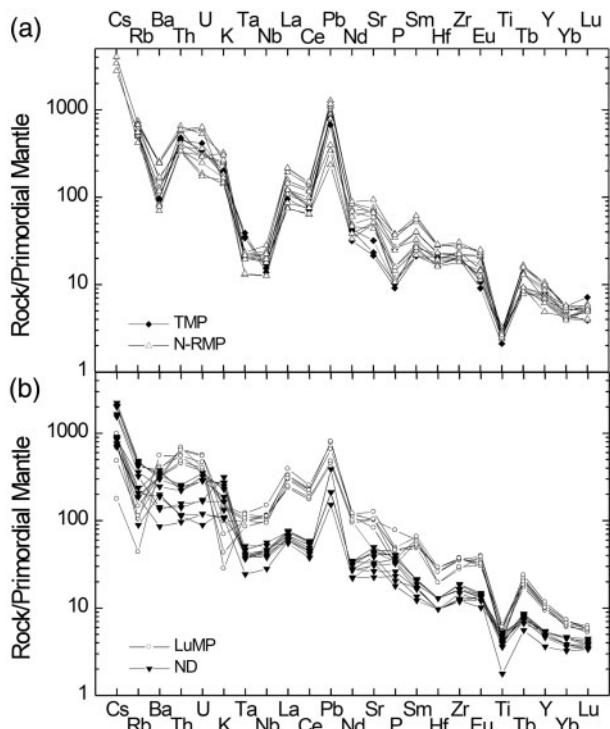 (a)
Cs Ba U Ta La Pb Sr Sm Zr Ti Y Lu
Rb Th K Nb Ce Nd P Hf Eu Tb Yb
Rock/Primordial Mantle
1000
100
10
1
TMP
N-RMP
(b)
Rock/Primordial Mantle
1000
100
10
1
LuMP
ND
Cs Ba U Ta La Pb Sr Sm Zr Ti Y Lu
Rb Th K Nb Ce Nd P Hf Eu Tb Yb